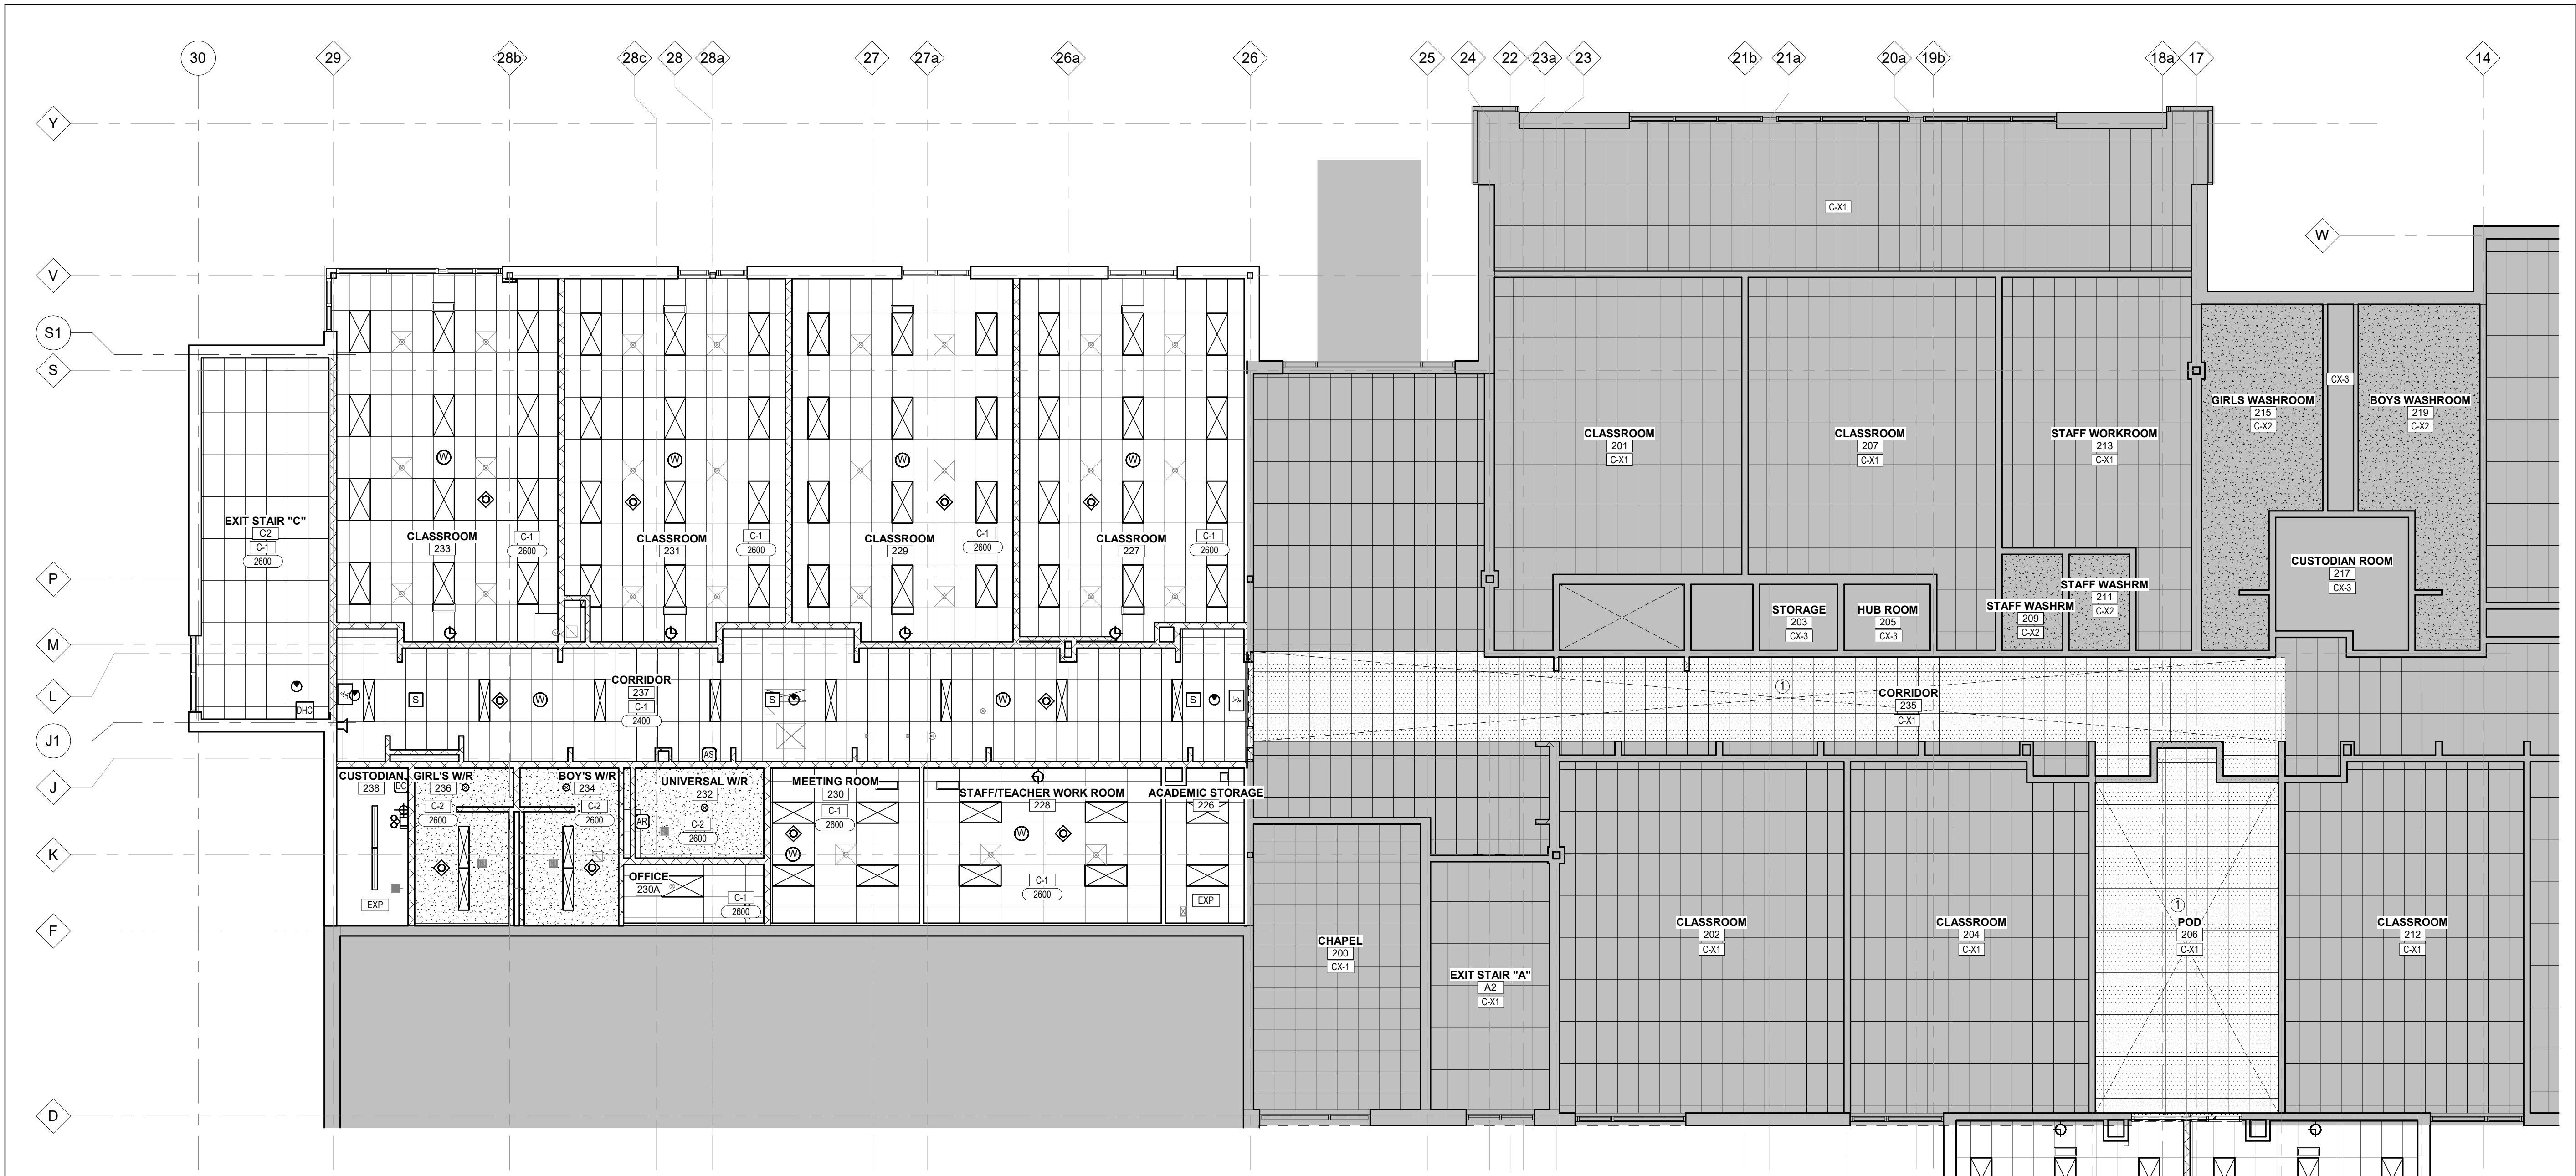 30
29
28b
28c
28
28a
27
27a
26a
26
25
24
22
23a
23
21b
21a
20a
19b
18a
17
14
Y
C-X1
W
V
S1
S
CX-3
GIRLS WASHROOM
215
C-X2
BOYS WASHROOM
219
C-X2
CLASSROOM
201
C-X1
CLASSROOM
207
C-X1
STAFF WORKROOM
213
C-X1
W
W
W
W
EXIT STAIR "C"
C2
C-1
2600
CLASSROOM
233
C-1
2600
CLASSROOM
231
C-1
2600
CLASSROOM
229
C-1
2600
CLASSROOM
227
C-1
2600
P
CUSTODIAN ROOM
217
CX-3
STAFF WASHRM
211
C-X2
STAFF WASHRM
209
C-X2
STORAGE
203
CX-3
HUB ROOM
205
CX-3
M
L
DHC
S
W
CORRIDOR
237
C-1
2400
S
W
S
1
CORRIDOR
235
C-X1
J1
AS
J
CUSTODIAN
238
DC
GIRL'S W/R
236
C-2
2600
BOY'S W/R
234
C-2
2600
UNIVERSAL W/R
232
C-2
2600
AR
MEETING ROOM
230
C-1
2600
W
STAFF/TEACHER WORK ROOM
228
W
C-1
2600
ACADEMIC STORAGE
226
EXP
K
OFFICE
230A
C-1
2600
EXP
F
CHAPEL
200
CX-1
EXIT STAIR "A"
A2
C-X1
CLASSROOM
202
C-X1
CLASSROOM
204
C-X1
1
POD
206
C-X1
CLASSROOM
212
C-X1
D